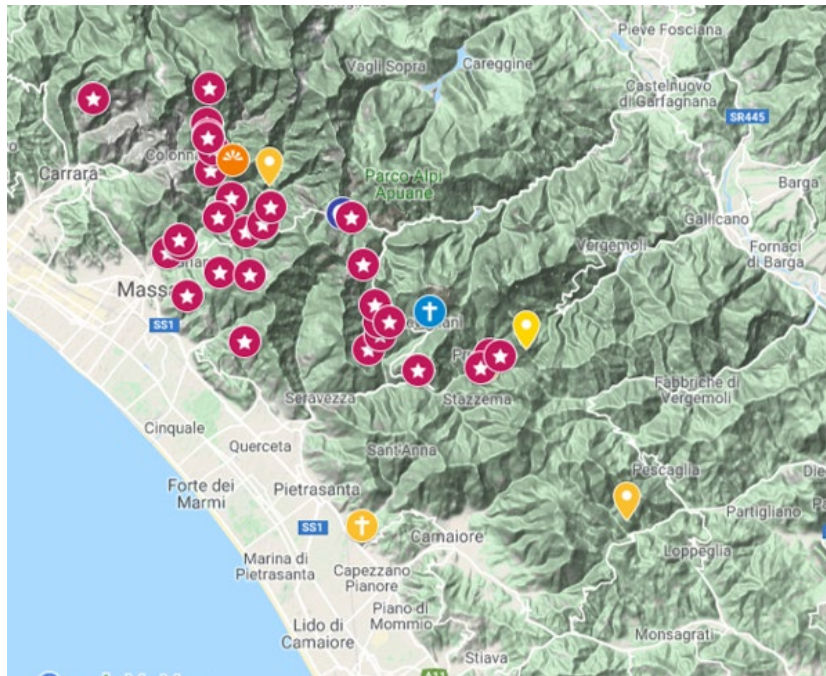 Pieve Fosciana
Vagli Sopra
Careggine
Castelnuovo
di Garfagnana
SR445
Colonna
Carrara
Parco Alpi
Apuane
Barga
Gallicano
Vergemoli
Fornaci
di Barga
Massa
SS1
Seravezza
Stazzema
Fabbriche di
Vergemoli
Cinquale
Querceta
Sant'Anna
Forte dei
Marmi
Pescaglia
Pietrasanta
Partigliano
SS1
Camaiore
Loppeglia
Marina di
Pietrasanta
Capezzano
Pianore
Piano di
Mommio
Lido di
Camaiore
Monsagrati
Stiava
A11